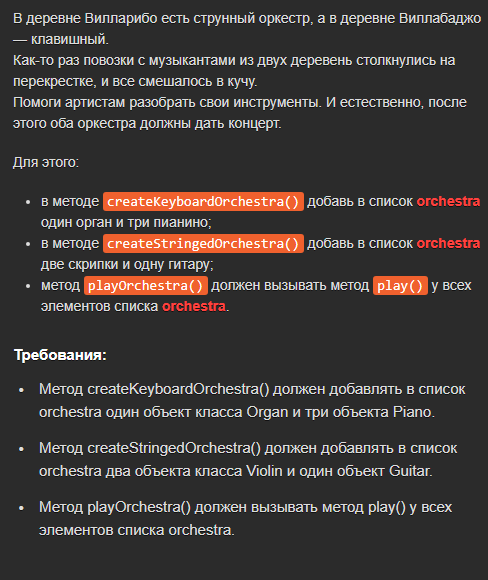 В деревне Вилларибо есть струнный оркестр, а в деревне Виллабаджо
— клавишный.
Как-то раз повозки с музыкантами из двух деревень столкнулись на
перекрестке, и все смешалось в кучу.
Помоги артистам разобрать свои инструменты. И естественно, после
этого оба оркестра должны дать концерт.
Для этого:
• в методе createKeyboardOrchestra() добавь в список orchestra
один орган и три пианино;
• в методе createStringedOrchestra() добавь в список orchestra
две скрипки и одну гитару;
• метод playOrchestra() должен вызывать метод play() у всех
элементов списка orchestra.
Требования:
• Метод createKeyboardOrchestra() должен добавлять в список
orchestra один объект класса Organ и три объекта Piano.
• Метод createStringedOrchestra() должен добавлять в список
orchestra два объекта класса Violin и один объект Guitar.
• Метод playOrchestra() должен вызывать метод play() у всех
элементов списка orchestra.